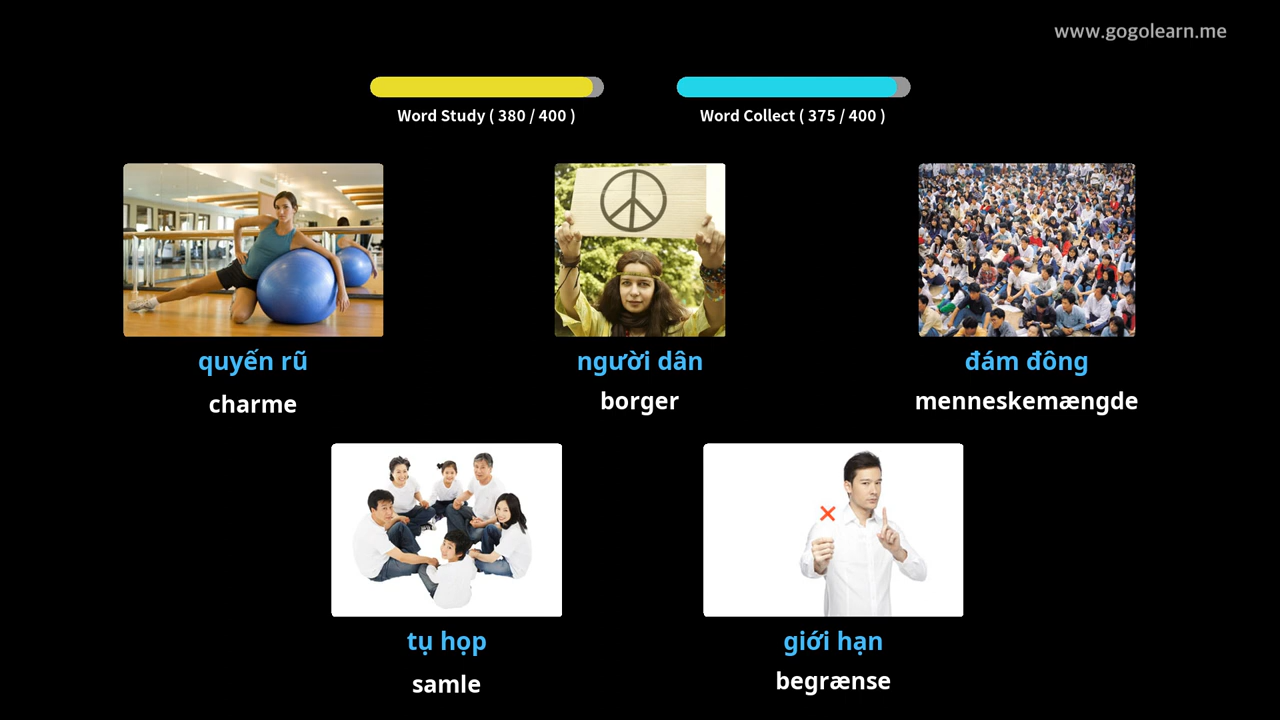 www.gogolearn.me
Word Study ( 380 / 400 )
Word Collect ( 375 / 400 )
quyến rũ
người dân
đám đông
charme
borger
menneskemængde
tụ họp
giới hạn
samle
begrænse